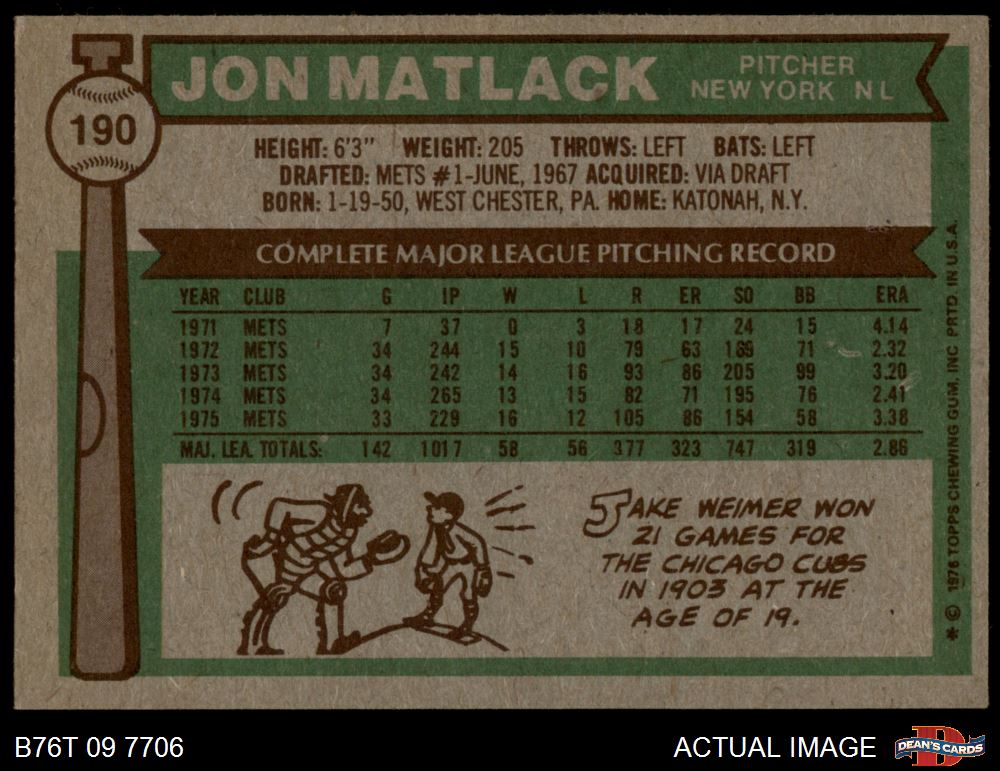 190
JON MATLACK
PITCHER
NEW YORK N L
HEIGHT: 6'3" WEIGHT: 205 THROWS: LEFT BATS: LEFT
DRAFTED: METS #1-JUNE, 1967 ACQUIRED: VIA DRAFT
BORN: 1-19-50, WEST CHESTER, PA. HOME: KATONAH, N.Y.
COMPLETE MAJOR LEAGUE PITCHING RECORD
YEAR CLUB G IP W L R ER SO BB ERA
1971 METS 7 37 0 3 18 17 24 15 4.14
1972 METS 34 244 15 10 79 63 169 71 2.32
1973 METS 34 242 14 16 93 86 205 99 3.20
1974 METS 34 265 13 15 82 71 195 76 2.41
1975 METS 33 229 16 12 105 86 154 58 3.38
MAJ. LEA. TOTALS: 142 1017 58 56 377 323 747 319 2.86
JAKE WEIMER WON
21 GAMES FOR
THE CHICAGO CUBS
IN 1903 AT THE
AGE OF 19.
* © 1976 TOPPS CHEWING GUM, INC PRTD. IN U.S.A.
B76T 09 7706
ACTUAL IMAGE
D
DEAN'S CARDS